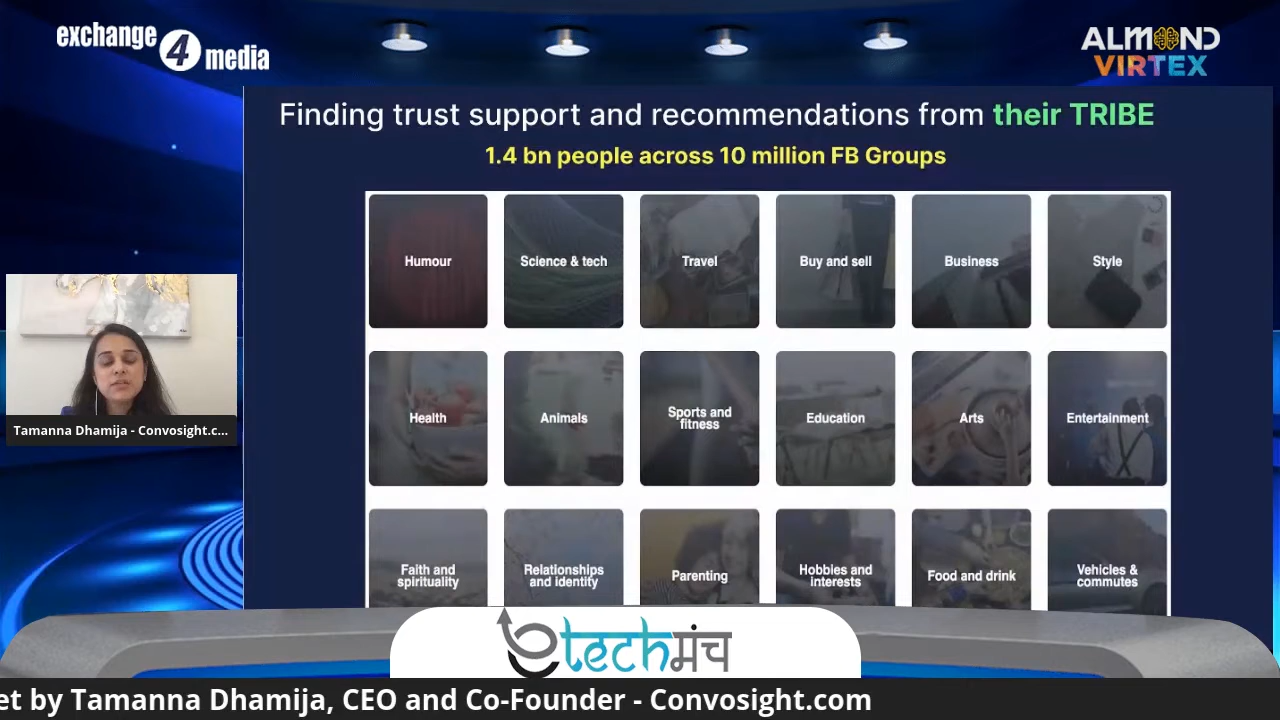 exchange
4
media
ALMOND
VIRTEX
Finding trust support and recommendations from their TRIBE
1.4 bn people across 10 million FB Groups
Humour
Science & tech
Travel
Buy and sell
Business
Style
Health
Animals
Sports and
fitness
Education
Arts
Entertainment
Faith and
spirituality
Relationships
and identity
Parenting
Hobbies and
interests
Food and drink
Vehicles &
commutes
Tamanna Dhamija - Convosight.c...
etechमंच
et by Tamanna Dhamija, CEO and Co-Founder - Convosight.com